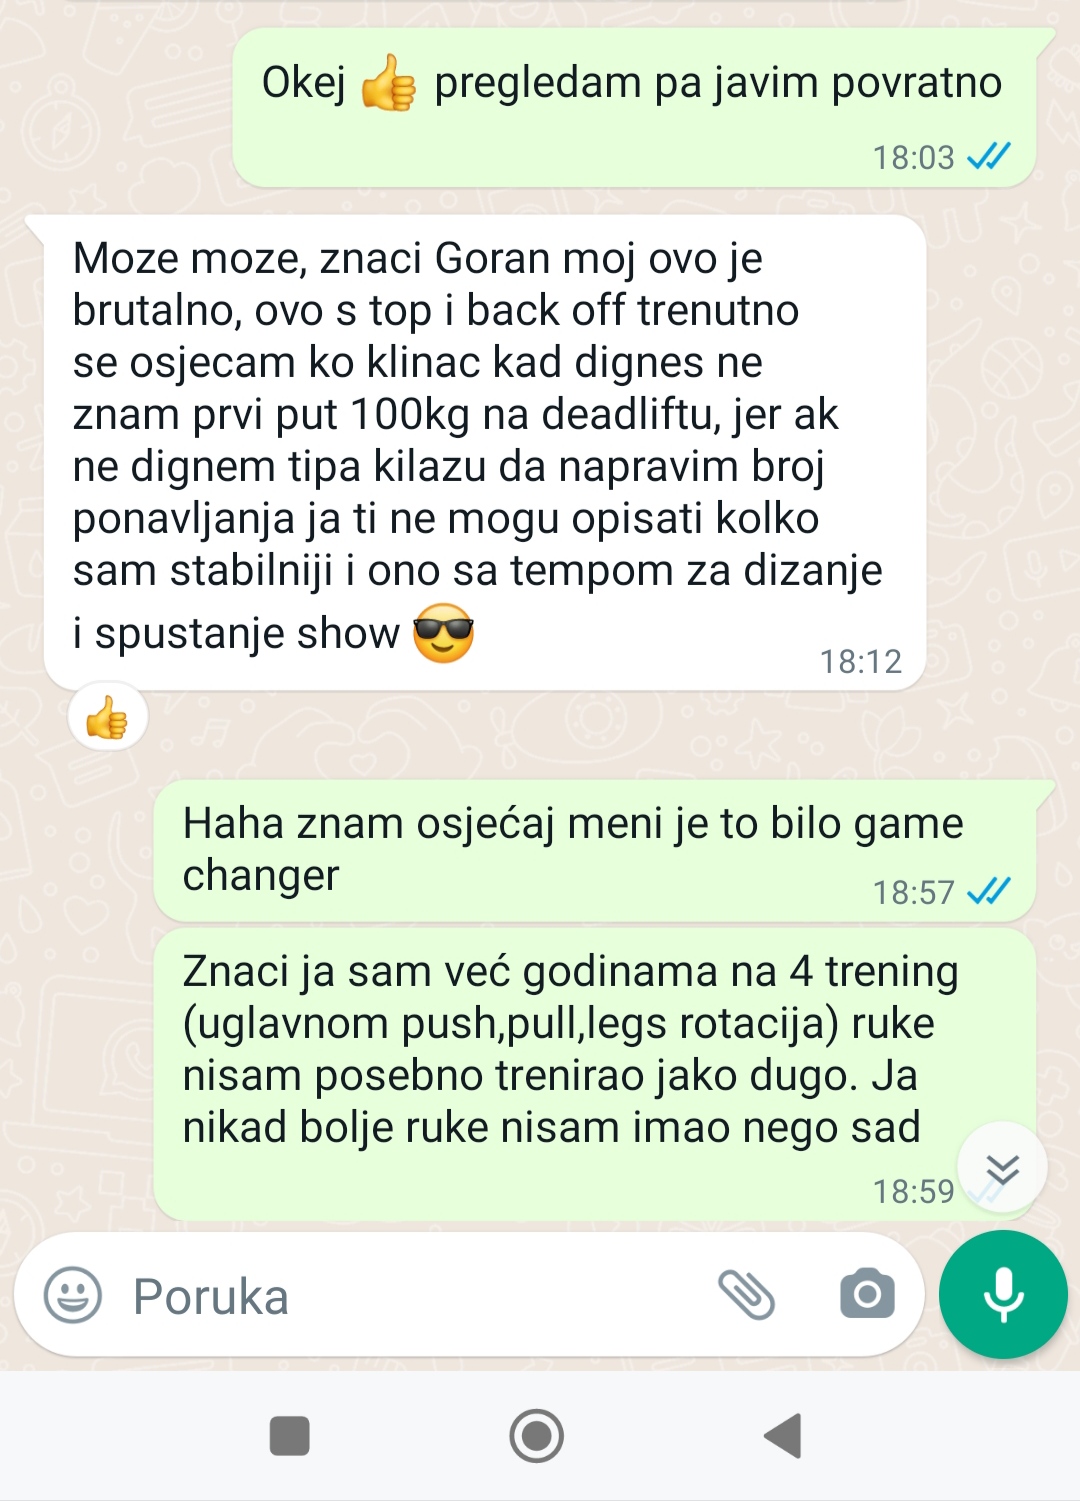 Okej 👍 pregledam pa javim povratno
18:03
Moze moze, znaci Goran moj ovo je
brutalno, ovo s top i back off trenutno
se osjecam ko klinac kad dignes ne
znam prvi put 100kg na deadliftu, jer ak
ne dignem tipa kilazu da napravim broj
ponavljanja ja ti ne mogu opisati kolko
sam stabilniji i ono sa tempom za dizanje
i spustanje show 😎
18:12
👍
Haha znam osjećaj meni je to bilo game
changer
18:57
Znaci ja sam već godinama na 4 trening
(uglavnom push,pull,legs rotacija) ruke
nisam posebno trenirao jako dugo. Ja
nikad bolje ruke nisam imao nego sad
18:59
Poruka